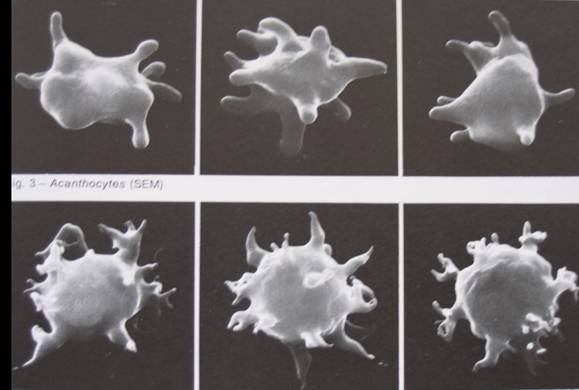 ig. 3 – Acanthocytes (SEM)